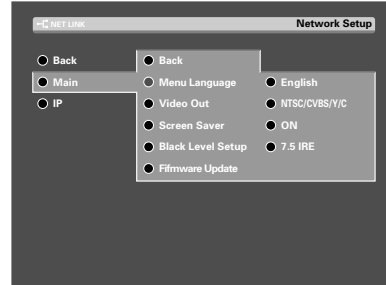 NET LINK
Network Setup
Back
Back
Main
Menu Language
English
IP
Video Out
NTSC/CVBS/Y/C
Screen Saver
ON
Black Level Setup
7.5 IRE
Fifmware Update